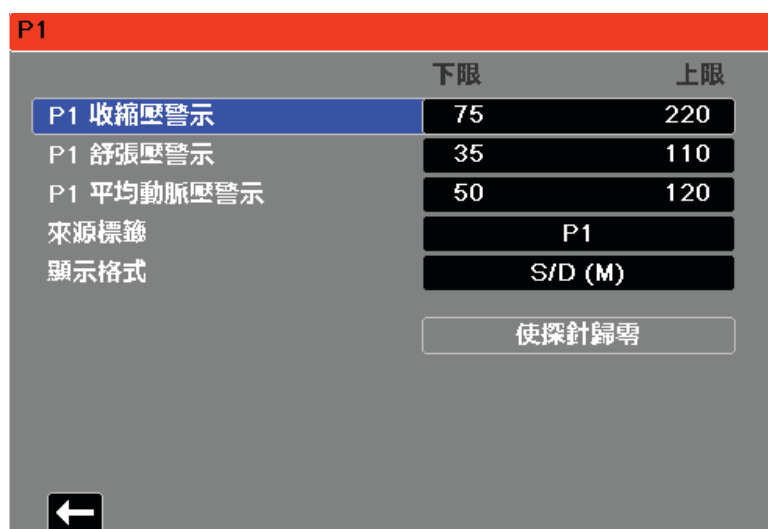 P1
下限 上限
P1 收縮壓警示 75 220
P1 舒張壓警示 35 110
P1 平均動脈壓警示 50 120
來源標籤 P1
顯示格式 S/D (M)
使探針歸零